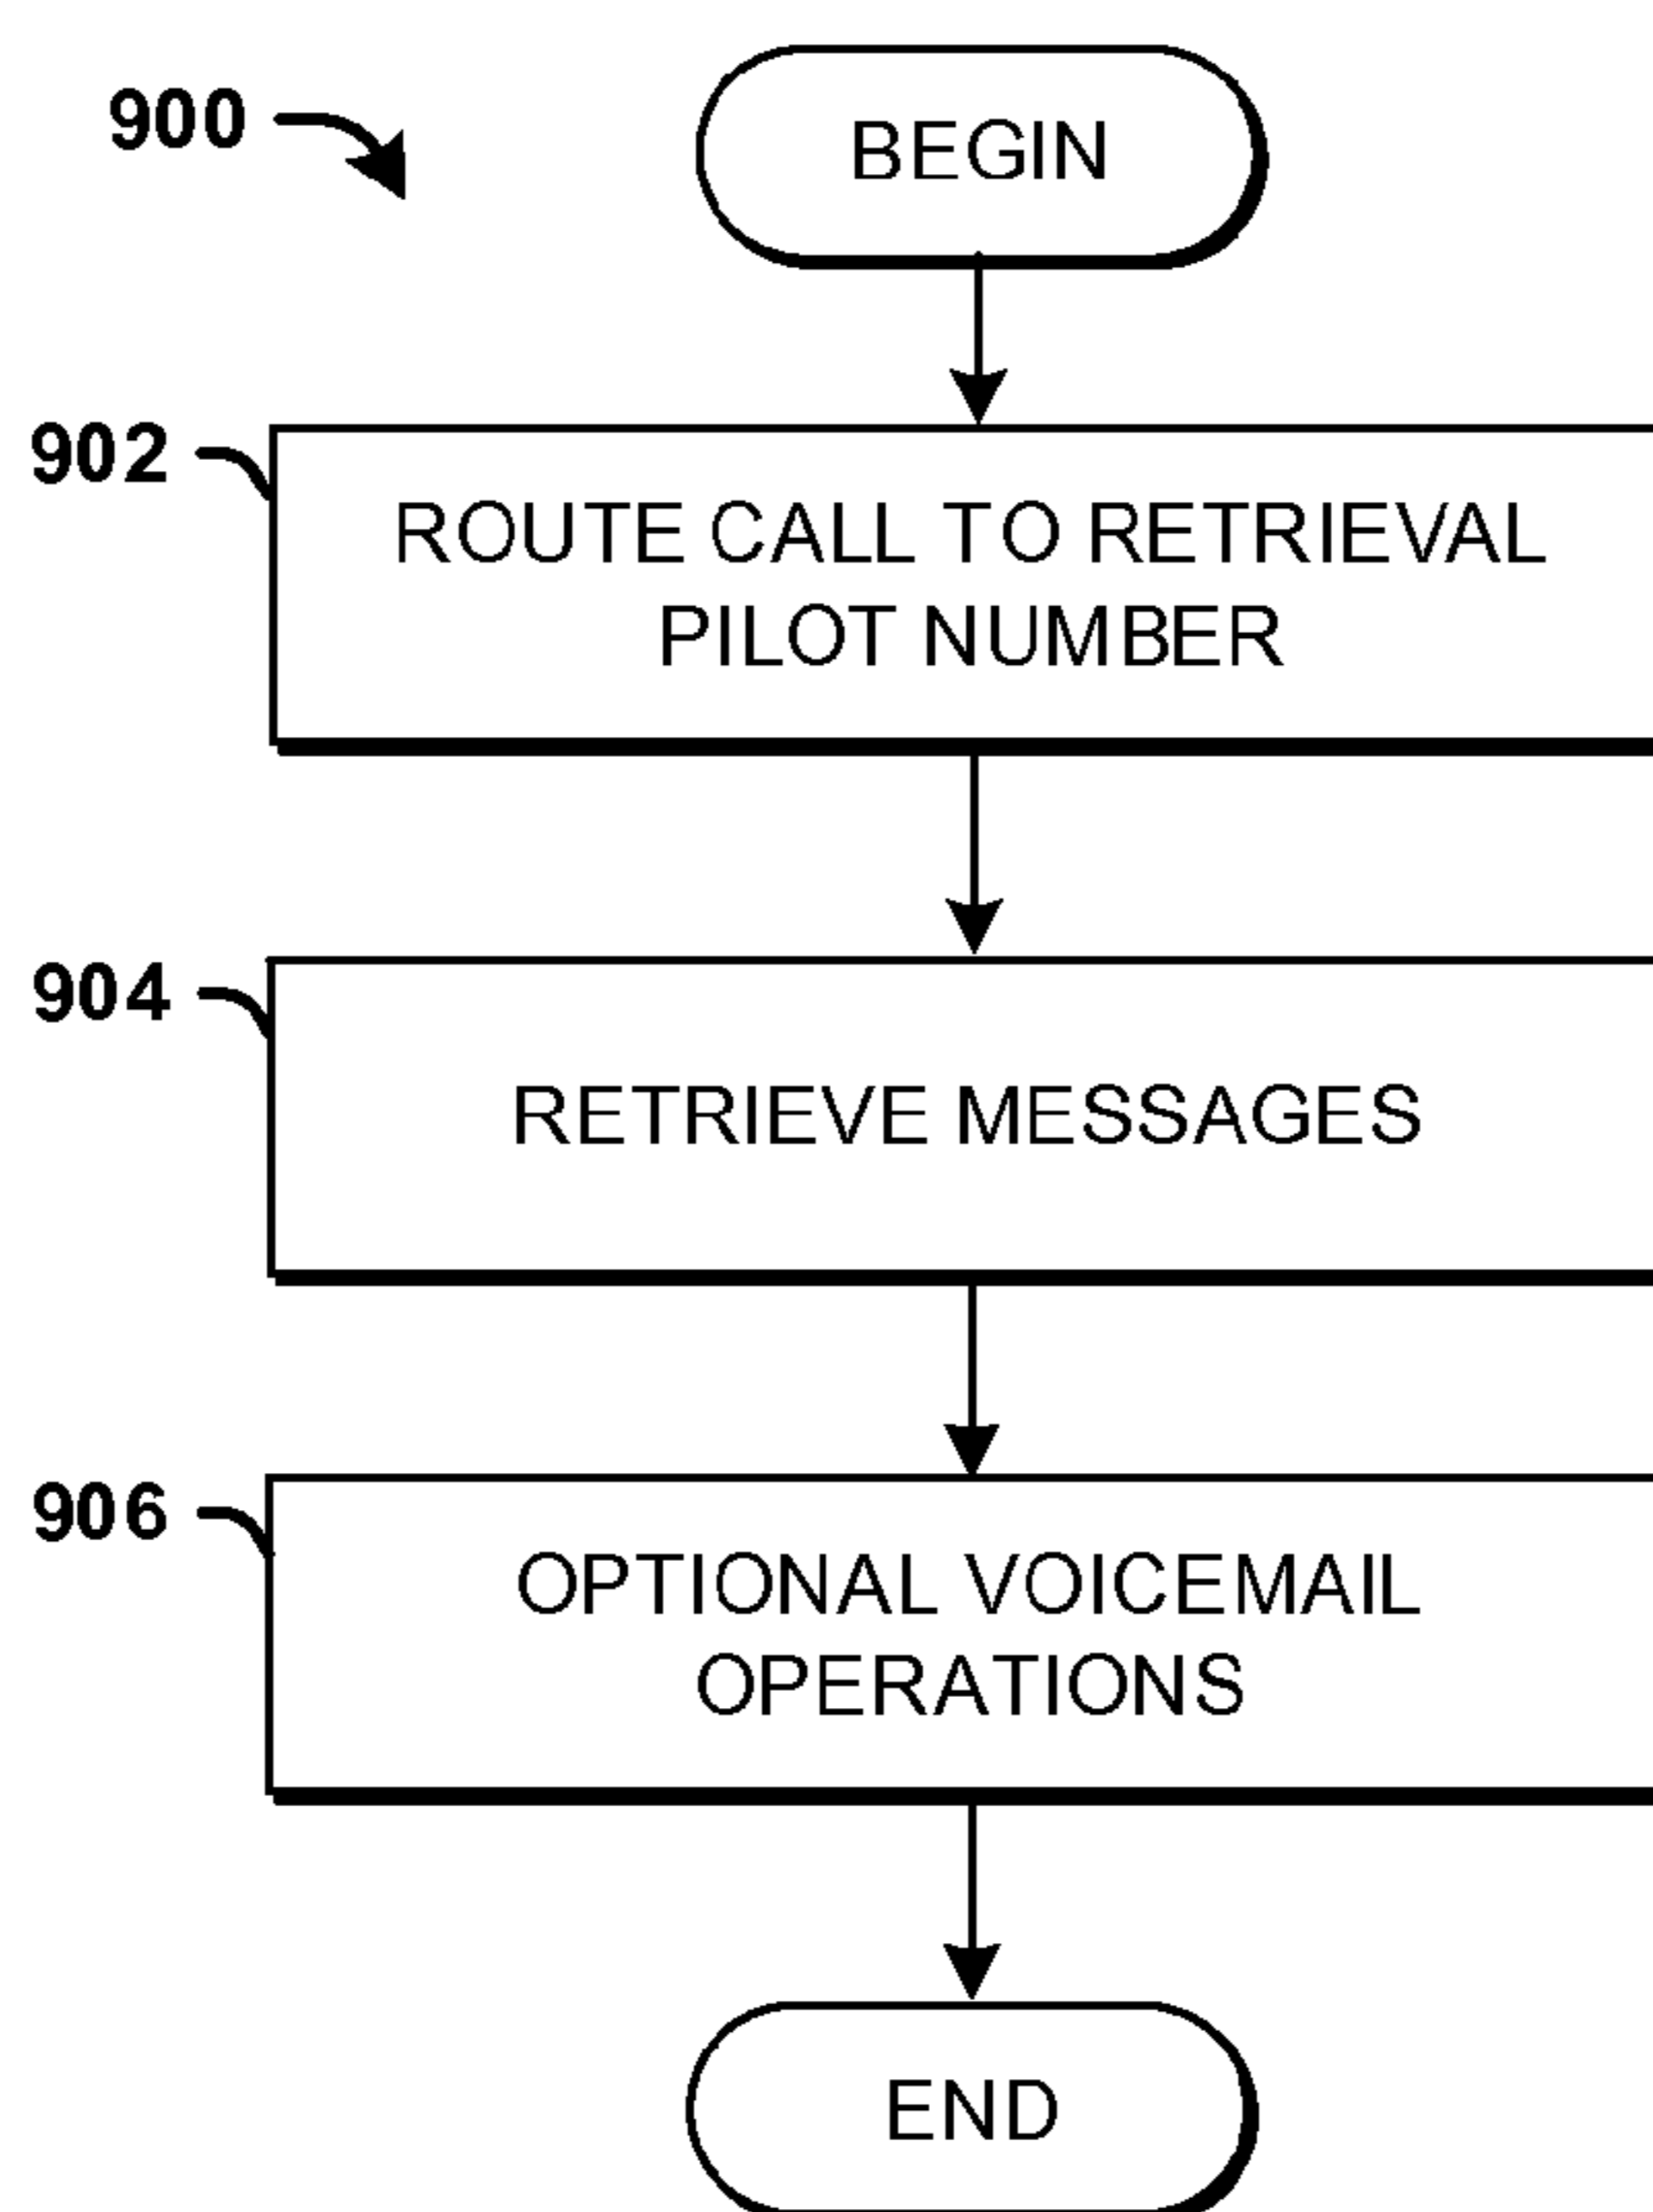 900
BEGIN
902
ROUTE CALL TO RETRIEVAL
PILOT NUMBER
904
RETRIEVE MESSAGES
906
OPTIONAL VOICEMAIL
OPERATIONS
END